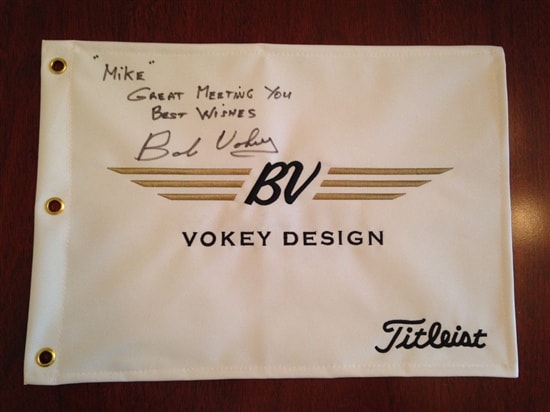 "MIKE"
GREAT MEETING YOU
BEST WISHES
Bob Vokey
BV
VOKEY DESIGN
Titleist